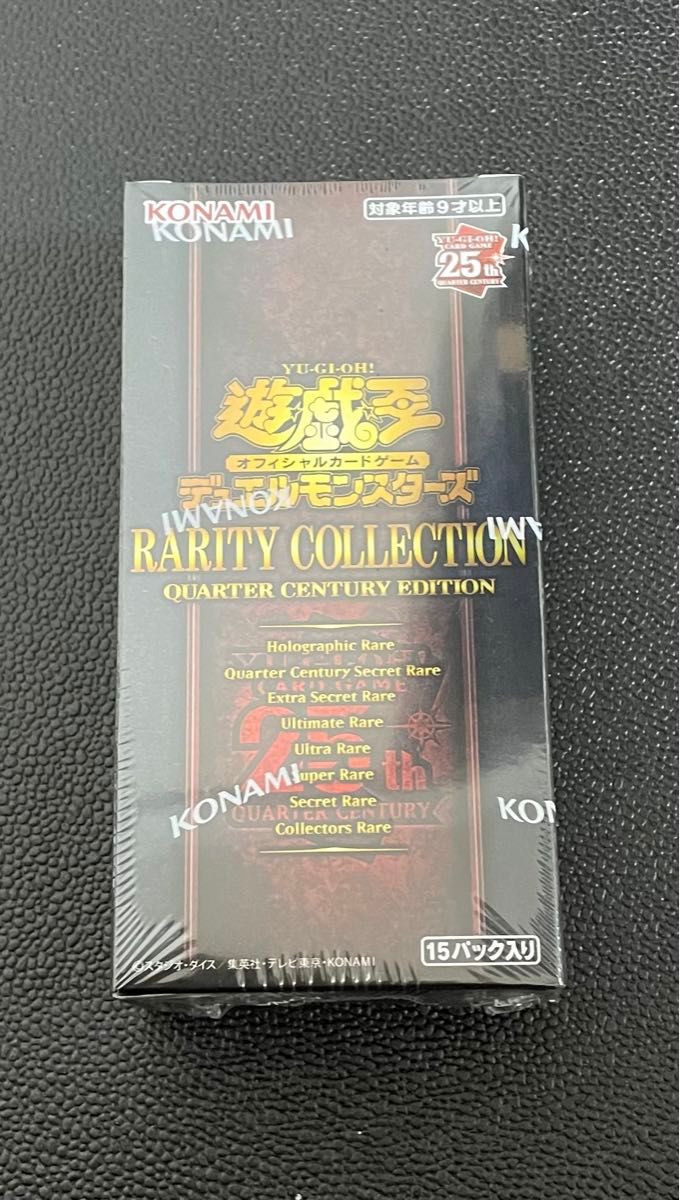 KONAMI
KONAMI
対象年齢9才以上
K
YU-GI-OH!
CARD GAME
25th
QUARTER CENTURY
YU-GI-OH!
遊戯王
オフィシャルカードゲーム
デュエルモンスターズ
KONAMI
AMI
RARITY COLLECTION
QUARTER CENTURY EDITION
Holographic Rare
Quarter Century Secret Rare
Extra Secret Rare
CARD GAME
Ultimate Rare
Ultra Rare
25th
Super Rare
KONAMI
Secret Rare
QUARTER CENTURY
KON
Collectors Rare
15パック入り
©スタジオ・ダイス/集英社・テレビ東京・KONAMI